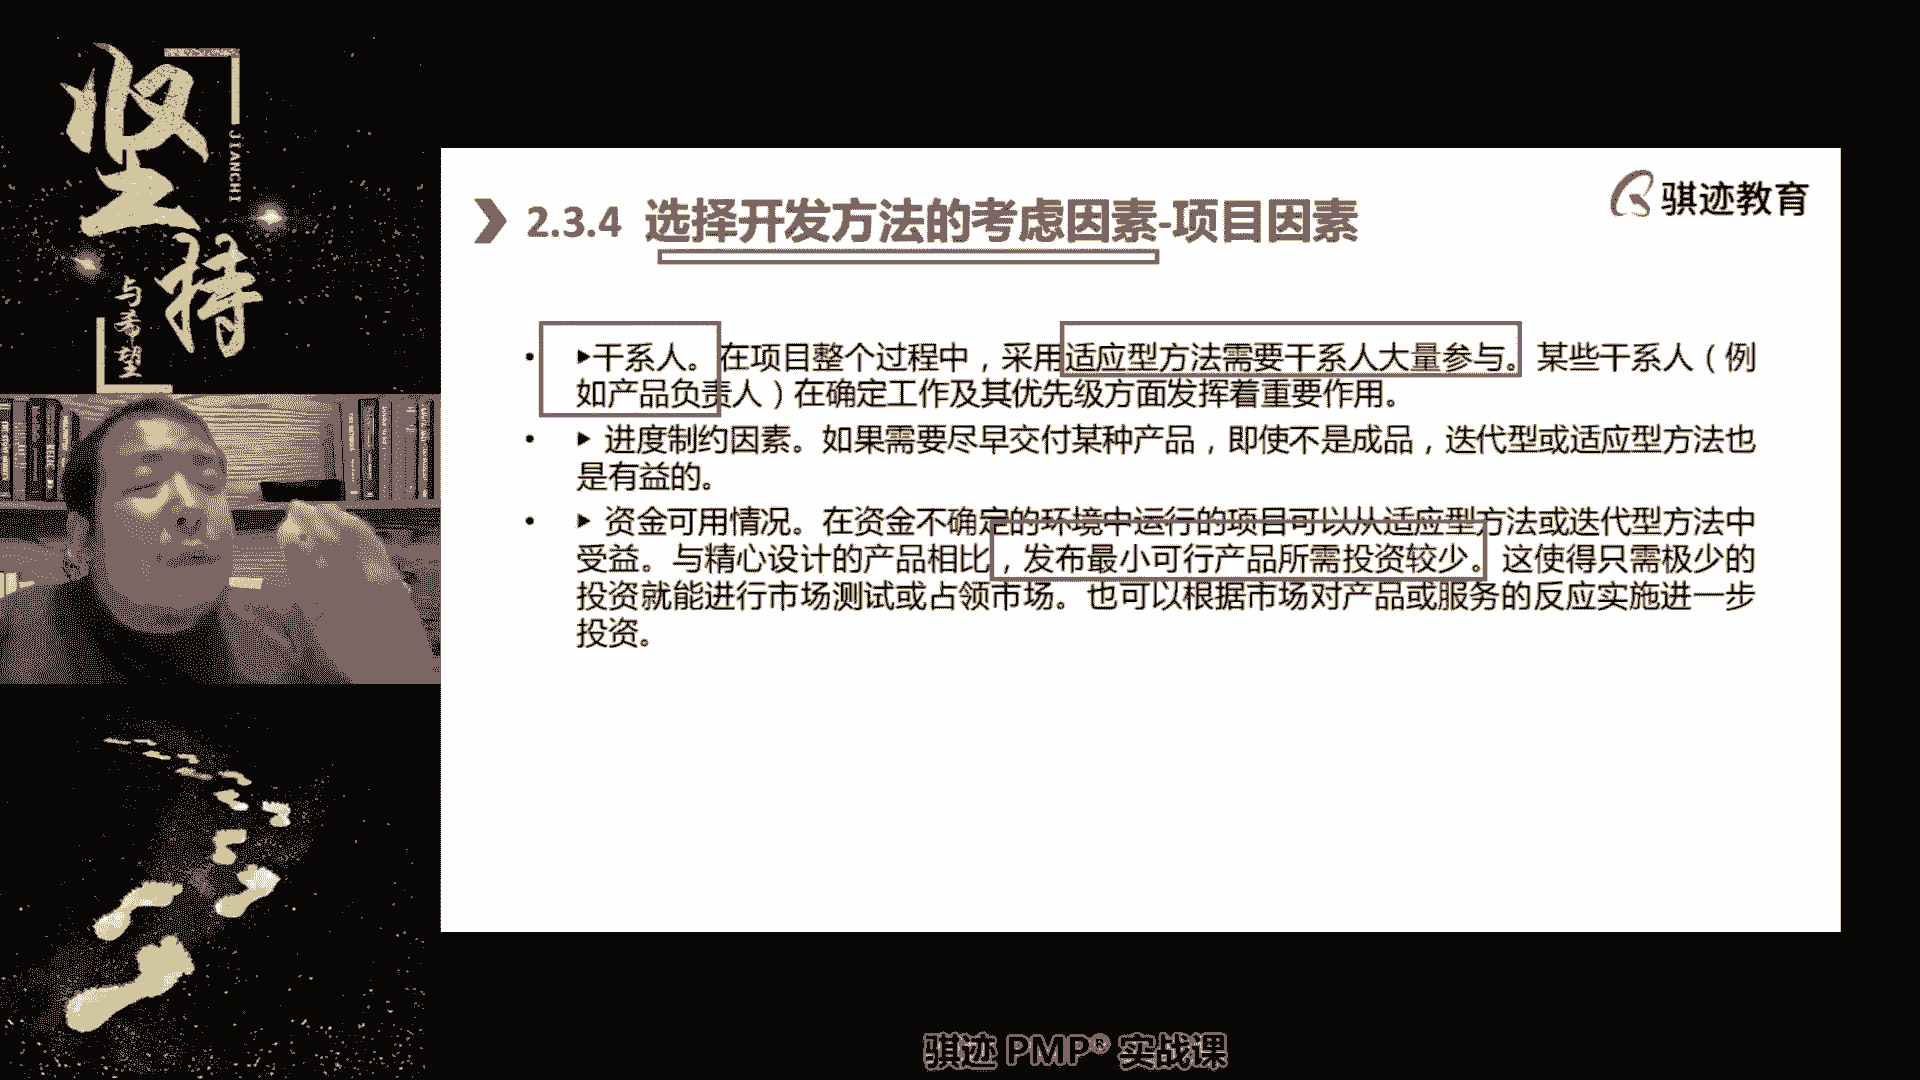 坚
持
JIANCHI
与希望
骐迹教育
2.3.4 选择开发方法的考虑因素-项目因素
• ▶干系人。在项目整个过程中，采用适应型方法需要干系人大量参与。某些干系人（例
如产品负责人）在确定工作及其优先级方面发挥着重要作用。
• ▶ 进度制约因素。如果需要尽早交付某种产品，即使不是成品，迭代型或适应型方法也
是有益的。
• ▶ 资金可用情况。在资金不确定的环境中运行的项目可以从适应型方法或迭代型方法中
受益。与精心设计的产品相比，发布最小可行产品所需投资较少。这使得只需极少的
投资就能进行市场测试或占领市场。也可以根据市场对产品或服务的反应实施进一步
投资。
骐迹 PMP® 实战课